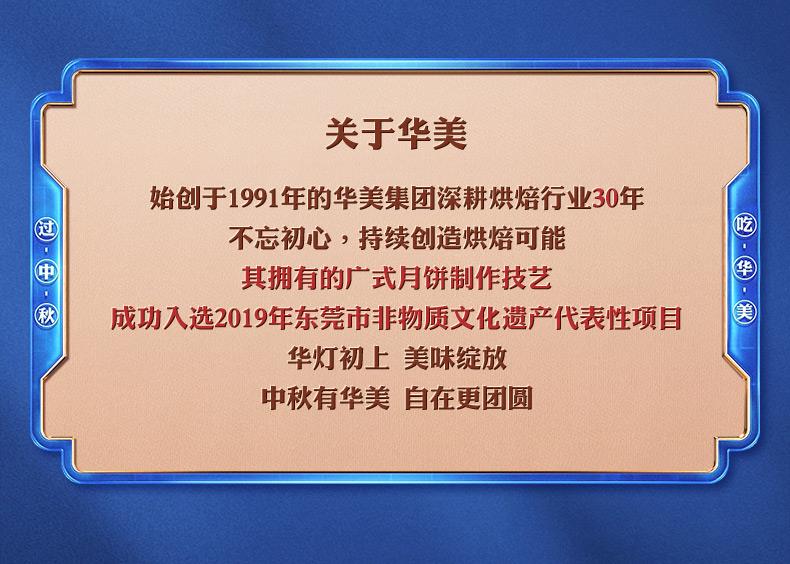 关于华美
始创于1991年的华美集团深耕烘焙行业30年
不忘初心，持续创造烘焙可能
其拥有的广式月饼制作技艺
成功入选2019年东莞市非物质文化遗产代表性项目
华灯初上 美味绽放
中秋有华美 自在更团圆
过·中·秋
吃·华·美